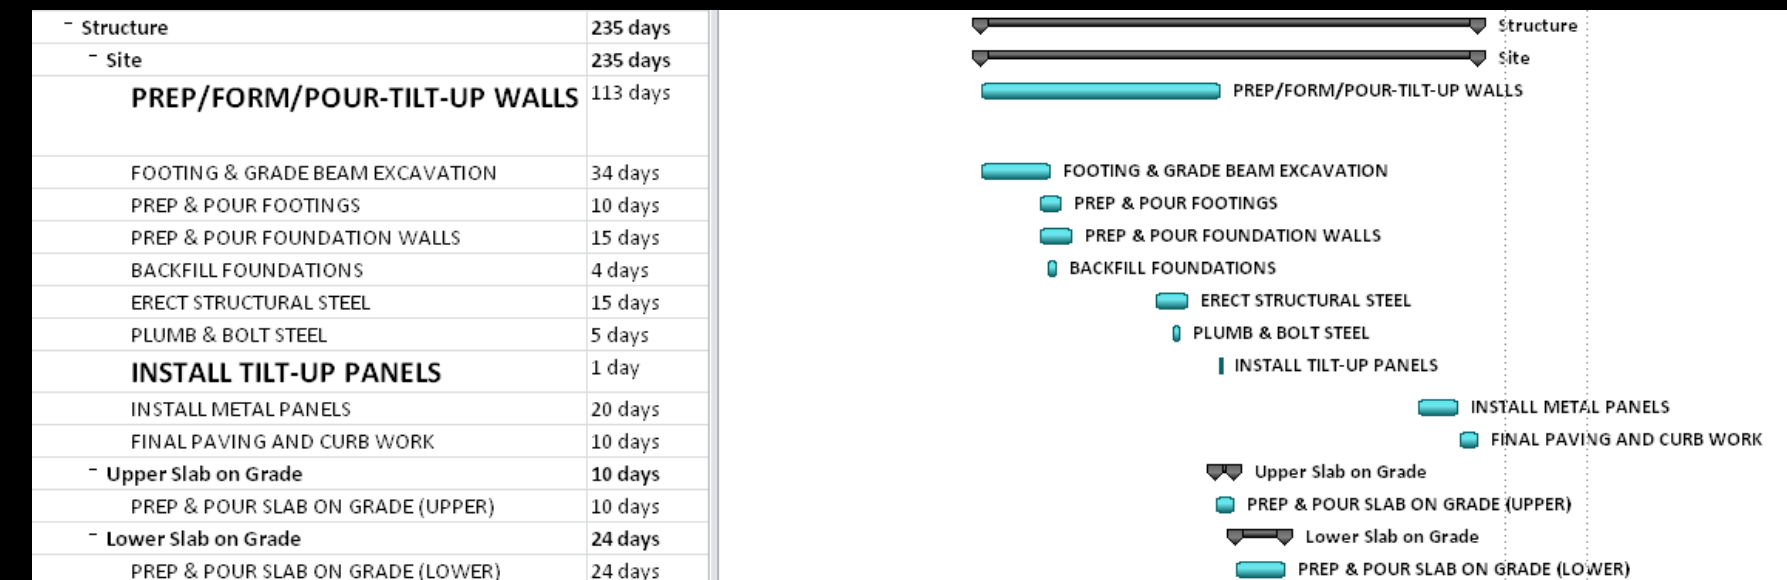 − Structure 235 days Structure
− Site 235 days Site
PREP/FORM/POUR-TILT-UP WALLS 113 days PREP/FORM/POUR-TILT-UP WALLS
FOOTING & GRADE BEAM EXCAVATION 34 days FOOTING & GRADE BEAM EXCAVATION
PREP & POUR FOOTINGS 10 days PREP & POUR FOOTINGS
PREP & POUR FOUNDATION WALLS 15 days PREP & POUR FOUNDATION WALLS
BACKFILL FOUNDATIONS 4 days BACKFILL FOUNDATIONS
ERECT STRUCTURAL STEEL 15 days ERECT STRUCTURAL STEEL
PLUMB & BOLT STEEL 5 days PLUMB & BOLT STEEL
INSTALL TILT-UP PANELS 1 day INSTALL TILT-UP PANELS
INSTALL METAL PANELS 20 days INSTALL METAL PANELS
FINAL PAVING AND CURB WORK 10 days FINAL PAVING AND CURB WORK
− Upper Slab on Grade 10 days Upper Slab on Grade
PREP & POUR SLAB ON GRADE (UPPER) 10 days PREP & POUR SLAB ON GRADE (UPPER)
− Lower Slab on Grade 24 days Lower Slab on Grade
PREP & POUR SLAB ON GRADE (LOWER) 24 days PREP & POUR SLAB ON GRADE (LOWER)